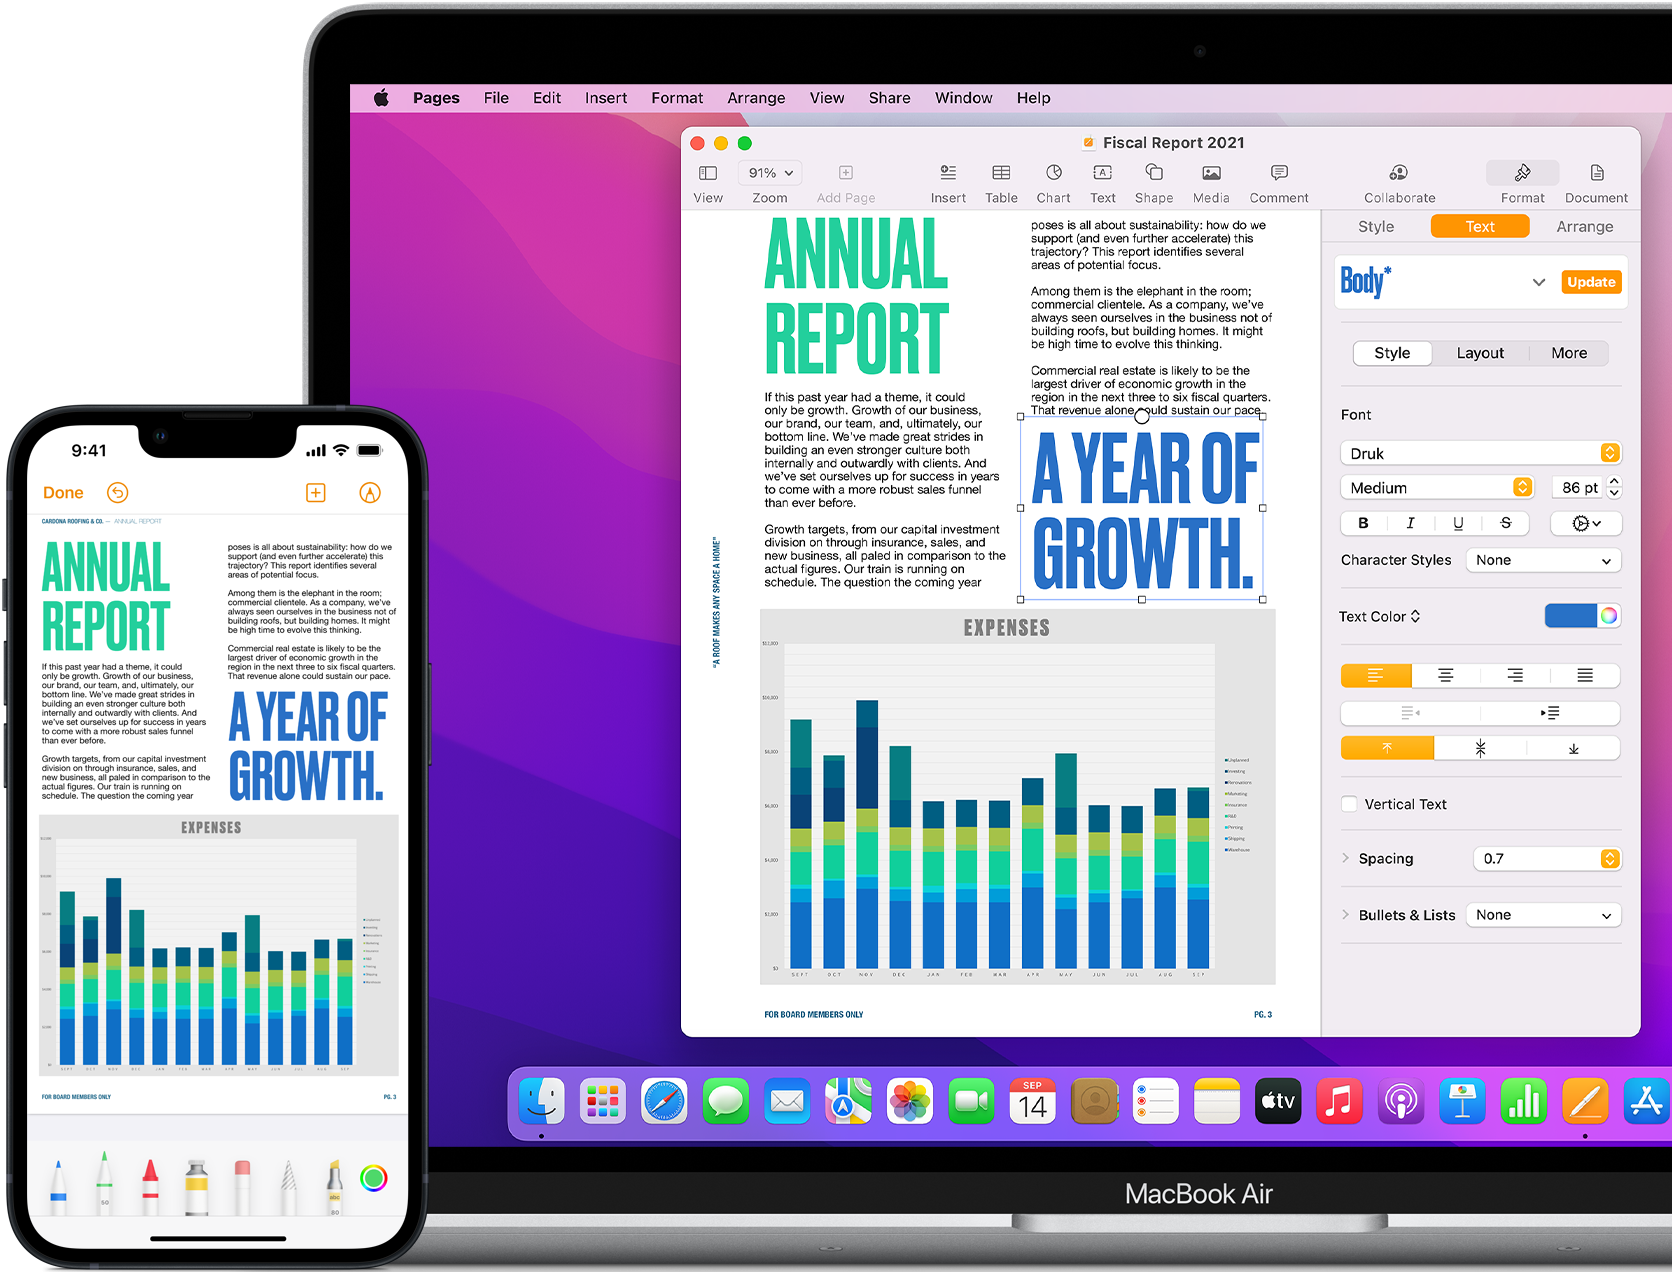 Pages File Edit Insert Format Arrange View Share Window Help
Fiscal Report 2021
91%
View Zoom Add Page Insert Table Chart Text Shape Media Comment Collaborate Format Document
ANNUAL
REPORT
If this past year had a theme, it could
only be growth. Growth of our business,
our brand, our team, and, ultimately, our
bottom line. We've made great strides in
building an even stronger culture both
internally and outwardly with clients. And
we've set ourselves up for success in years
to come with a more robust sales funnel
than ever before.
Growth targets, from our capital investment
division on through insurance, sales, and
new business, all paled in comparison to the
actual figures. Our train is running on
schedule. The question the coming year
poses is all about sustainability: how do we
support (and even further accelerate) this
trajectory? This report identifies several
areas of potential focus.
Among them is the elephant in the room;
commercial clientele. As a company, we've
always seen ourselves in the business not of
building roofs, but building homes. It might
be high time to evolve this thinking.
Commercial real estate is likely to be the
largest driver of economic growth in the
region in the next three to six fiscal quarters.
That revenue alone could sustain our pace.
A YEAR OF
GROWTH.
"A ROOF MAKES ANY SPACE A HOME"
EXPENSES
$12,000
$10,000
$8,000
$6,000
$4,000
$2,000
$0
SEPT OCT NOV DEC JAN FEB MAR APR MAY JUN JUL AUG SEP
Unplanned
Investing
Renovations
Marketing
Insurance
R&D
Printing
Shipping
Warehouse
FOR BOARD MEMBERS ONLY
PG. 3
Style Text Arrange
Body*
Update
Style Layout More
Font
Druk
Medium
86 pt
B I U S
Character Styles
None
Text Color
Vertical Text
Spacing
0.7
Bullets & Lists
None
SEP
14
tv
MacBook Air
9:41
Done
CARDONA ROOFING & CO. — ANNUAL REPORT
ANNUAL
REPORT
If this past year had a theme, it could
only be growth. Growth of our business,
our brand, our team, and, ultimately, our
bottom line. We've made great strides in
building an even stronger culture both
internally and outwardly with clients. And
we've set ourselves up for success in years
to come with a more robust sales funnel
than ever before.
Growth targets, from our capital investment
division on through insurance, sales, and
new business, all paled in comparison to the
actual figures. Our train is running on
schedule. The question the coming year
poses is all about sustainability: how do we
support (and even further accelerate) this
trajectory? This report identifies several
areas of potential focus.
Among them is the elephant in the room;
commercial clientele. As a company, we've
always seen ourselves in the business not of
building roofs, but building homes. It might
be high time to evolve this thinking.
Commercial real estate is likely to be the
largest driver of economic growth in the
region in the next three to six fiscal quarters.
That revenue alone could sustain our pace.
A YEAR OF
GROWTH.
EXPENSES
FOR BOARD MEMBERS ONLY
PG. 3
50
80